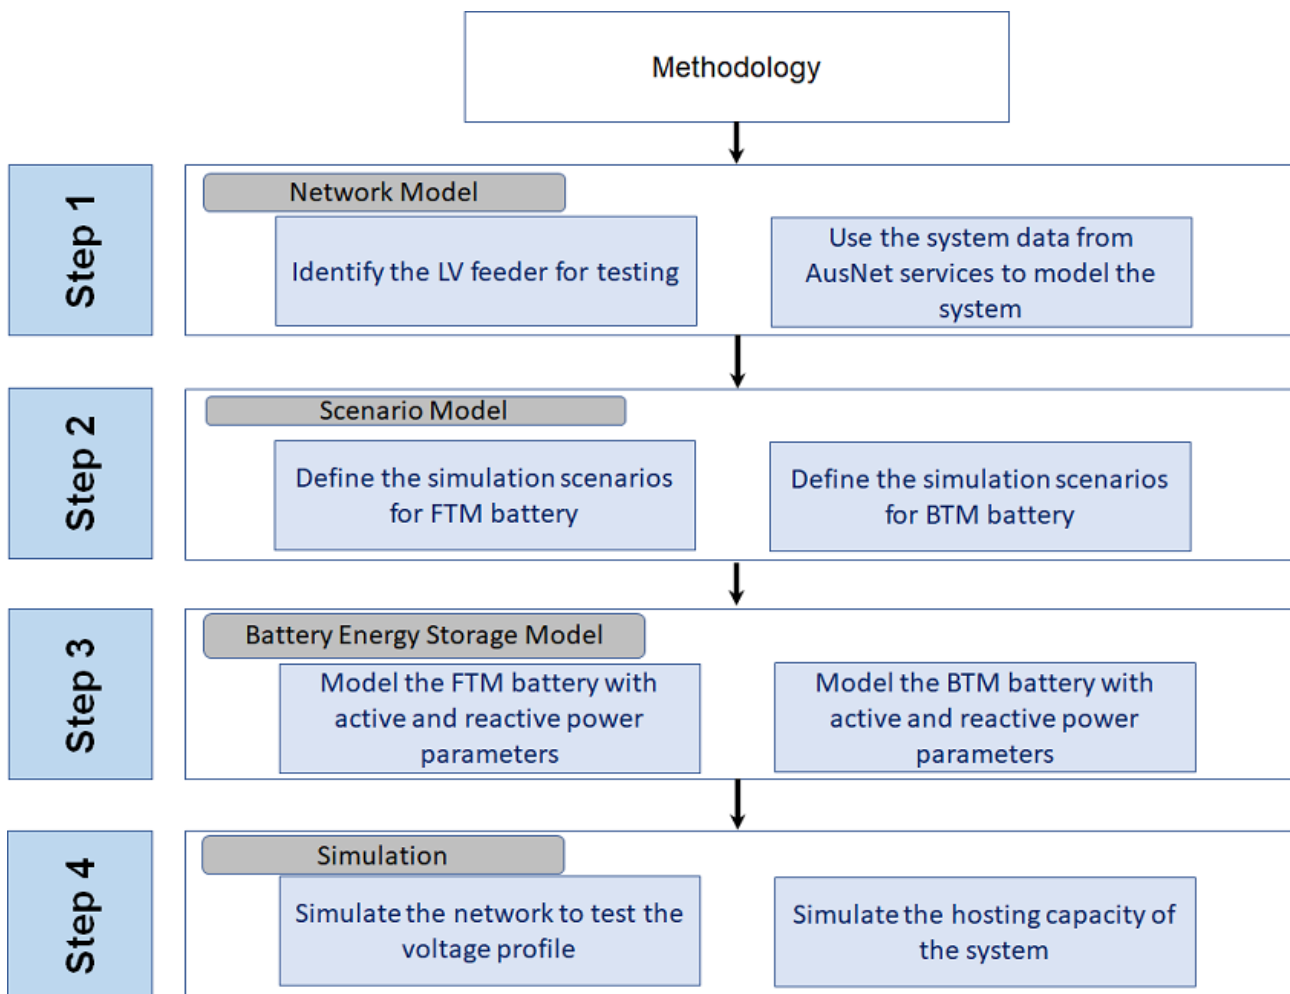 Methodology
Step 1
Network Model
Identify the LV feeder for testing
Use the system data from
AusNet services to model the
system
Step 2
Scenario Model
Define the simulation scenarios
for FTM battery
Define the simulation scenarios
for BTM battery
Step 3
Battery Energy Storage Model
Model the FTM battery with
active and reactive power
parameters
Model the BTM battery with
active and reactive power
parameters
Step 4
Simulation
Simulate the network to test the
voltage profile
Simulate the hosting capacity of
the system